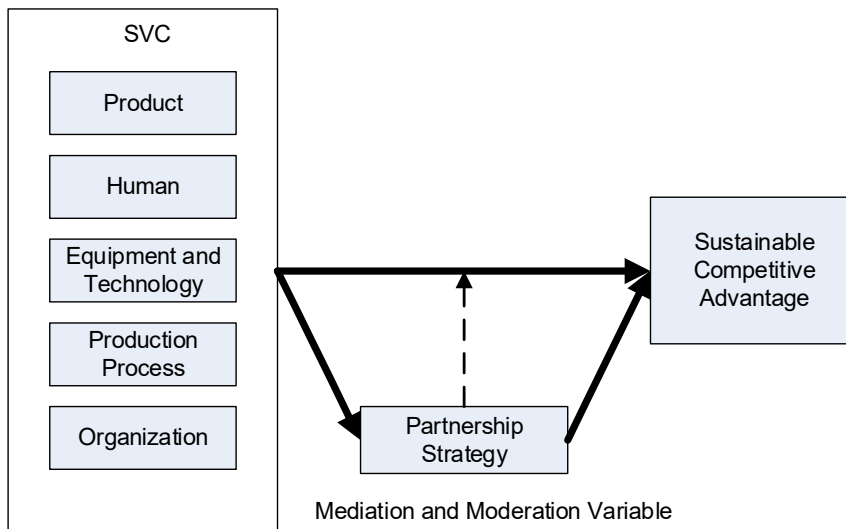 SVC
Product
Human
Equipment and
Technology
Production
Process
Organization
Sustainable
Competitive
Advantage
Partnership
Strategy
Mediation and Moderation Variable